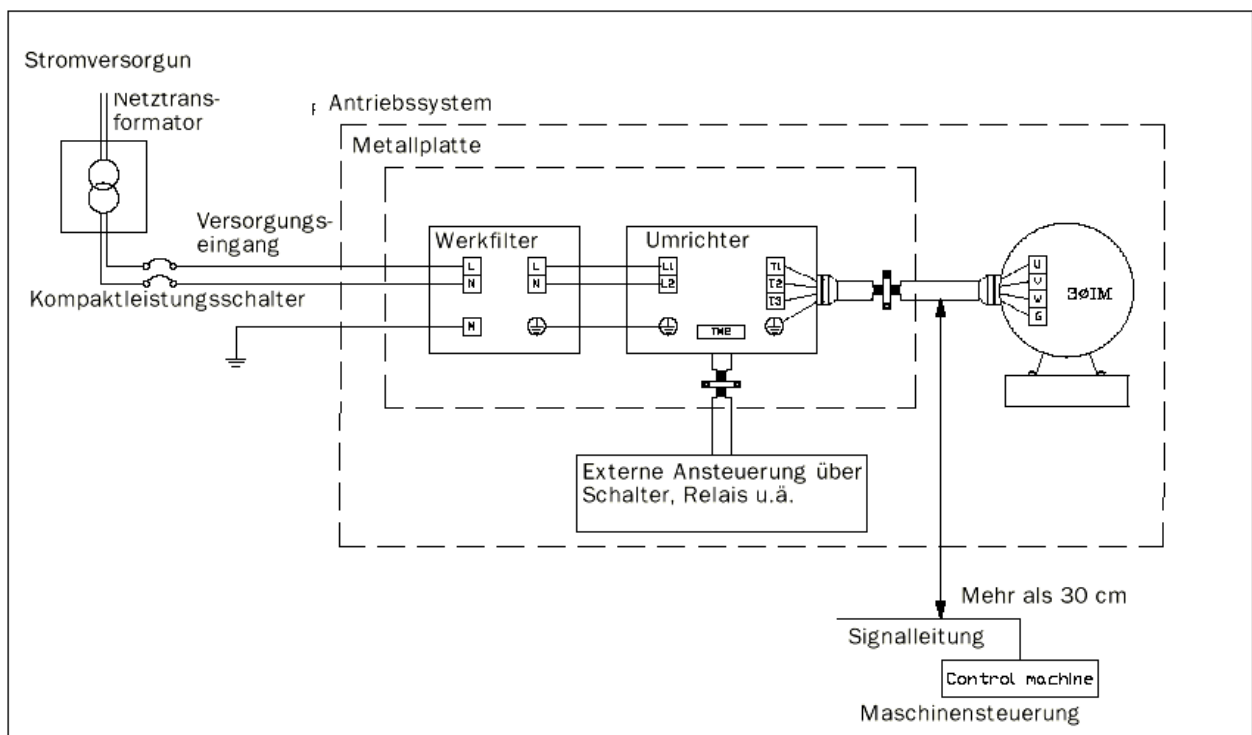 Stromversorgun
Netztrans-
formator
Antriebssystem
Metallplatte
Versorgungs-
eingang
Kompaktleistungsschalter
Werkfilter
Umrichter
L
N
N
L
N
L1
L2
T1
T2
T3
TM2
U
V
W
G
3øIM
Externe Ansteuerung über
Schalter, Relais u.ä.
Mehr als 30 cm
Signalleitung
Control machine
Maschinensteuerung